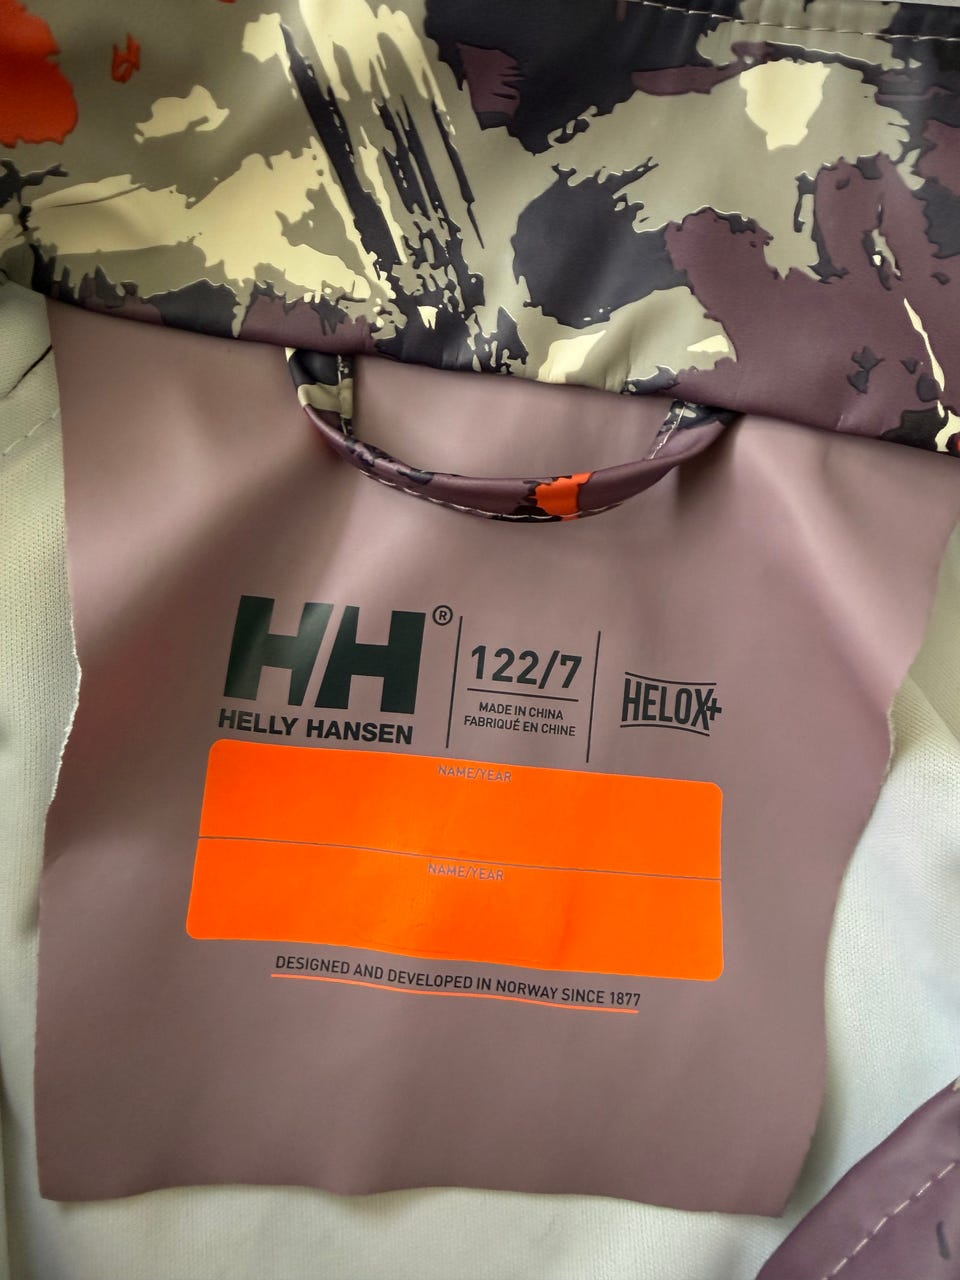 HH®
HELLY HANSEN
122/7
MADE IN CHINA
FABRIQUÉ EN CHINE
HELOX+
NAME/YEAR
NAME/YEAR
DESIGNED AND DEVELOPED IN NORWAY SINCE 1877